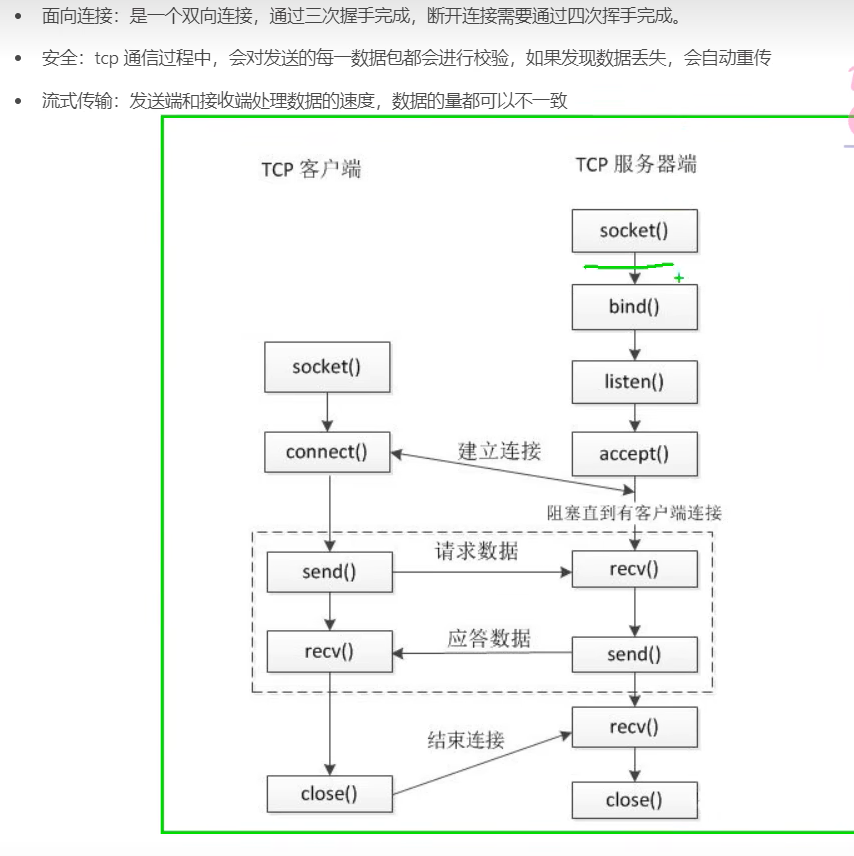 • 面向连接：是一个双向连接，通过三次握手完成，断开连接需要通过四次挥手完成。
• 安全：tcp 通信过程中，会对发送的每一数据包都会进行校验，如果发现数据丢失，会自动重传
• 流式传输：发送端和接收端处理数据的速度，数据的量都可以不一致
TCP 客户端
TCP 服务器端
socket()
bind()
socket()
listen()
connect()
建立连接
accept()
阻塞直到有客户端连接
send()
请求数据
recv()
recv()
应答数据
send()
recv()
结束连接
close()
close()